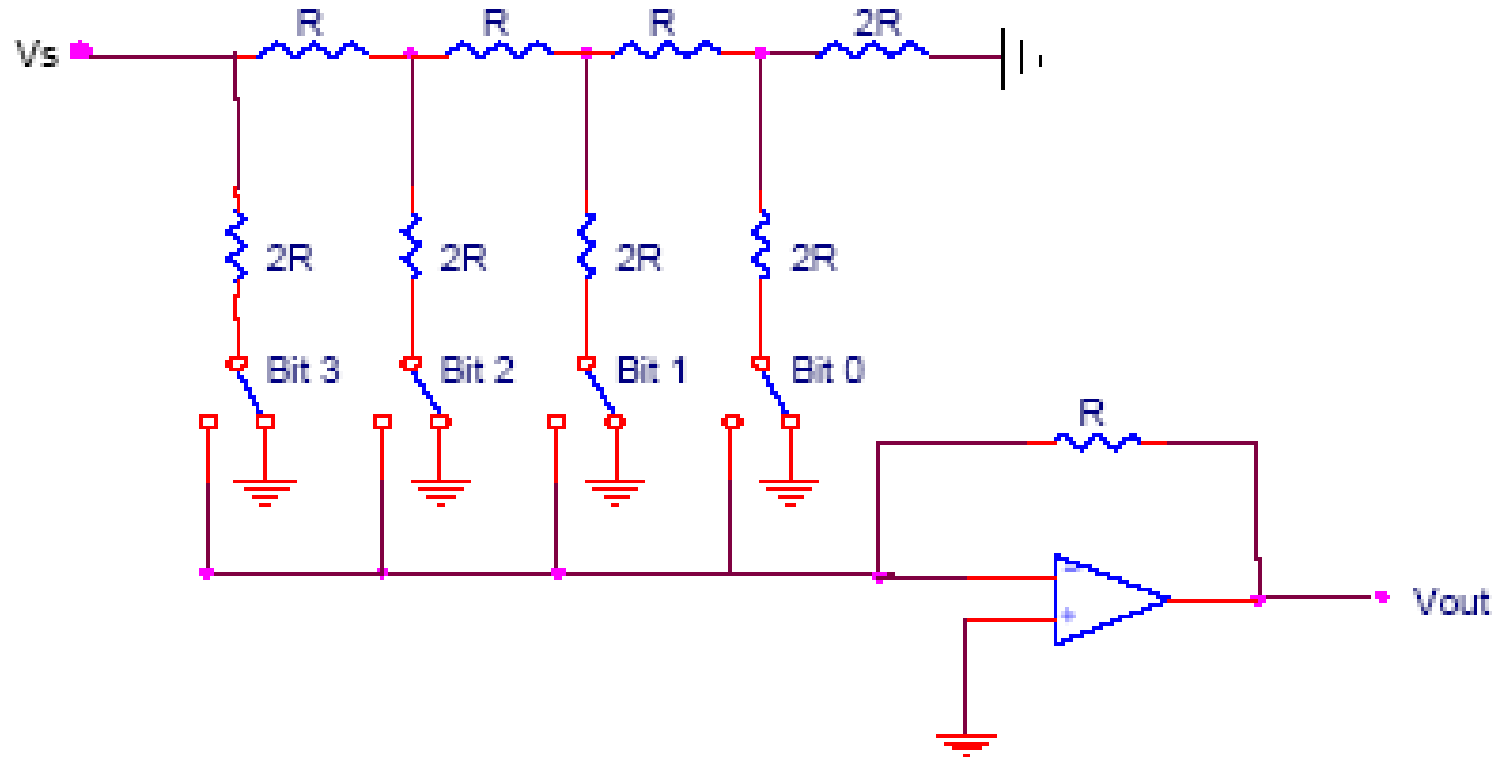 R R R 2R
Vs
2R 2R 2R 2R
Bit 3 Bit 2 Bit 1 Bit 0
R
-
+
Vout